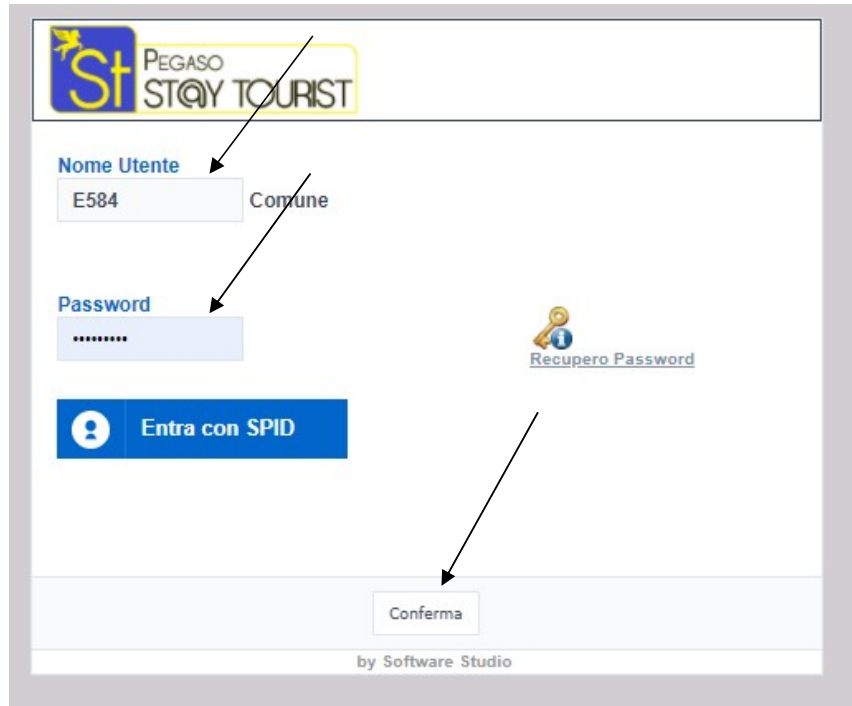 St PEGASO
ST@Y TOURIST
Nome Utente
E584 Comune
Password
•••••••••
Recupero Password
Entra con SPID
Conferma
by Software Studio